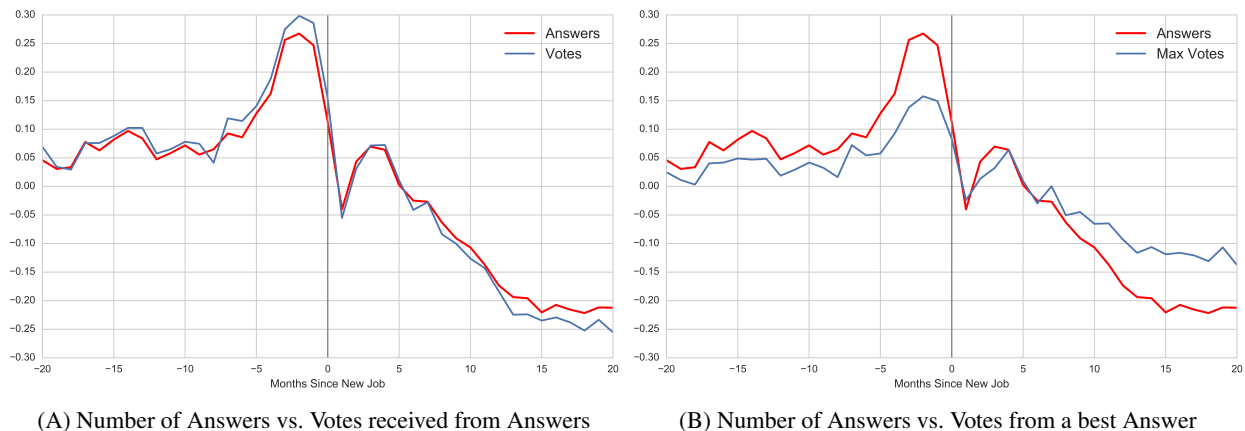 0.30
0.25
0.20
0.15
0.10
0.05
0.00
−0.05
−0.10
−0.15
−0.20
−0.25
−0.30
−20 −15 −10 −5 0 5 10 15 20
Months Since New Job
Answers
Votes
(A) Number of Answers vs. Votes received from Answers
0.30
0.25
0.20
0.15
0.10
0.05
0.00
−0.05
−0.10
−0.15
−0.20
−0.25
−0.30
−20 −15 −10 −5 0 5 10 15 20
Months Since New Job
Answers
Max Votes
(B) Number of Answers vs. Votes from a best Answer